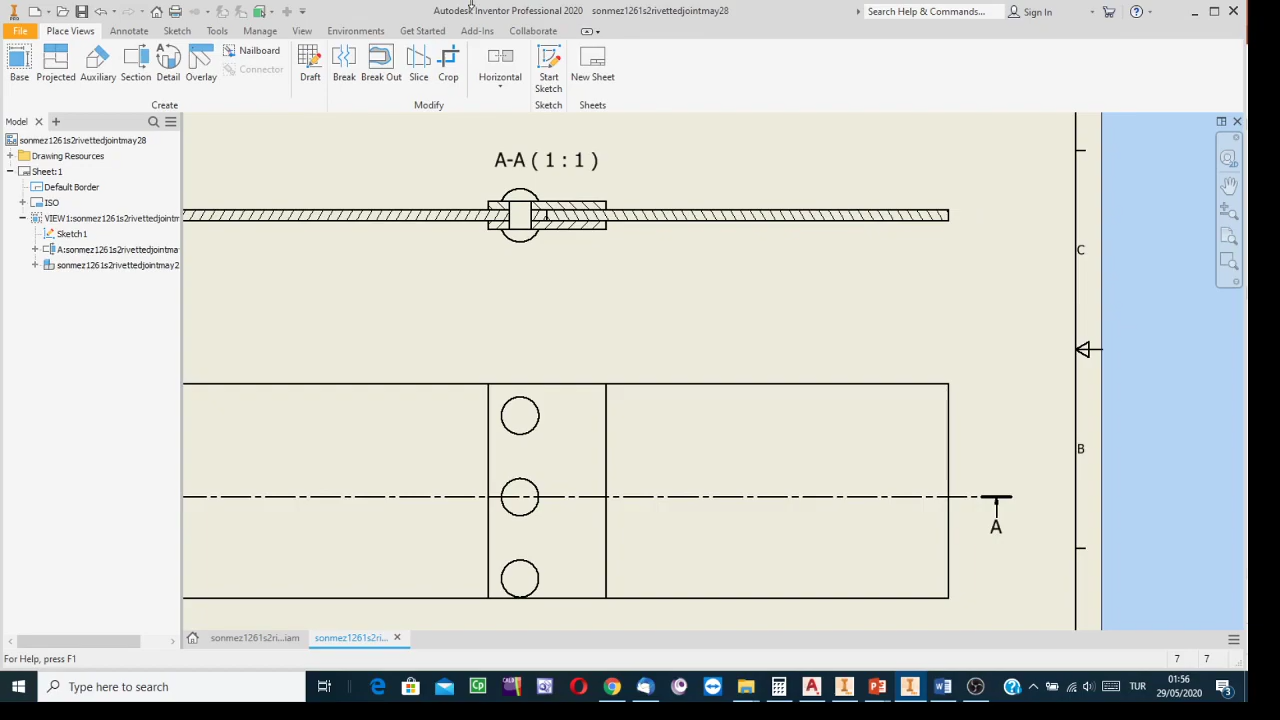 Autodesk Inventor Professional 2020 sonmez1261s2rivettedjointmay28
Search Help & Commands...
Sign In
File
Place Views
Annotate
Sketch
Tools
Manage
View
Environments
Get Started
Add-Ins
Collaborate
Base
Projected
Auxiliary
Section
Detail
Overlay
Nailboard
Connector
Draft
Break
Break Out
Slice
Crop
Horizontal
Start
Sketch
New Sheet
Create
Modify
Sketch
Sheets
Model
sonmez1261s2rivettedjointmay28
Drawing Resources
Sheet:1
Default Border
ISO
VIEW1:sonmez1261s2rivettedjointm
Sketch1
A:sonmez1261s2rivettedjointma
sonmez1261s2rivettedjointmay2
A-A ( 1 : 1 )
C
B
A
sonmez1261s2ri...iam
sonmez1261s2ri...
For Help, press F1
7 7
Type here to search
TUR
01:56
29/05/2020
3